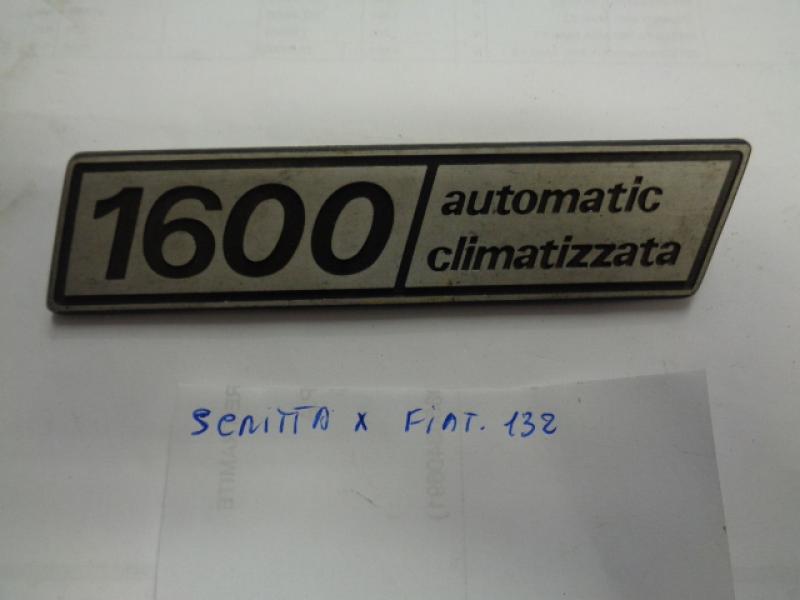 1600
automatic
climatizzata
SCRITTA x FiAT. 132